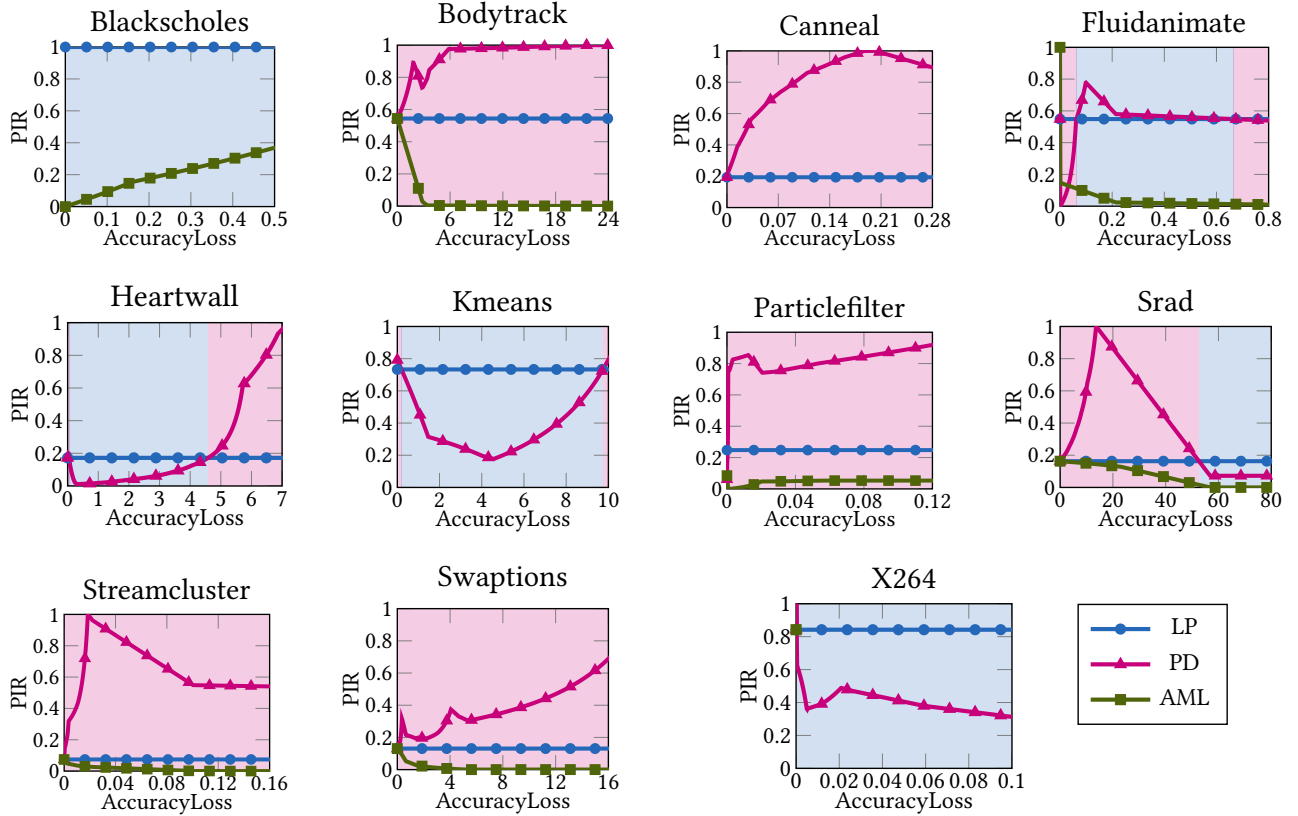 Blackscholes
1
0.8
0.6
0.4
0.2
0
PIR
0 0.1 0.2 0.3 0.4 0.5
AccuracyLoss
Bodytrack
1
0.8
0.6
0.4
0.2
0
PIR
0 6 12 18 24
AccuracyLoss
Canneal
1
0.8
0.6
0.4
0.2
0
PIR
0 0.07 0.14 0.21 0.28
AccuracyLoss
Fluidanimate
1
0.8
0.6
0.4
0.2
0
PIR
0 0.2 0.4 0.6 0.8
AccuracyLoss
Heartwall
1
0.8
0.6
0.4
0.2
0
PIR
0 1 2 3 4 5 6 7
AccuracyLoss
Kmeans
1
0.8
0.6
0.4
0.2
0
PIR
0 2 4 6 8 10
AccuracyLoss
Particlefilter
1
0.8
0.6
0.4
0.2
0
PIR
0 0.04 0.08 0.12
AccuracyLoss
Srad
1
0.8
0.6
0.4
0.2
0
PIR
0 20 40 60 80
AccuracyLoss
Streamcluster
1
0.8
0.6
0.4
0.2
0
PIR
0 0.04 0.08 0.12 0.16
AccuracyLoss
Swaptions
1
0.8
0.6
0.4
0.2
0
PIR
0 4 8 12 16
AccuracyLoss
X264
1
0.8
0.6
0.4
0.2
0
PIR
0 0.02 0.04 0.06 0.08 0.1
AccuracyLoss
LP
PD
AML